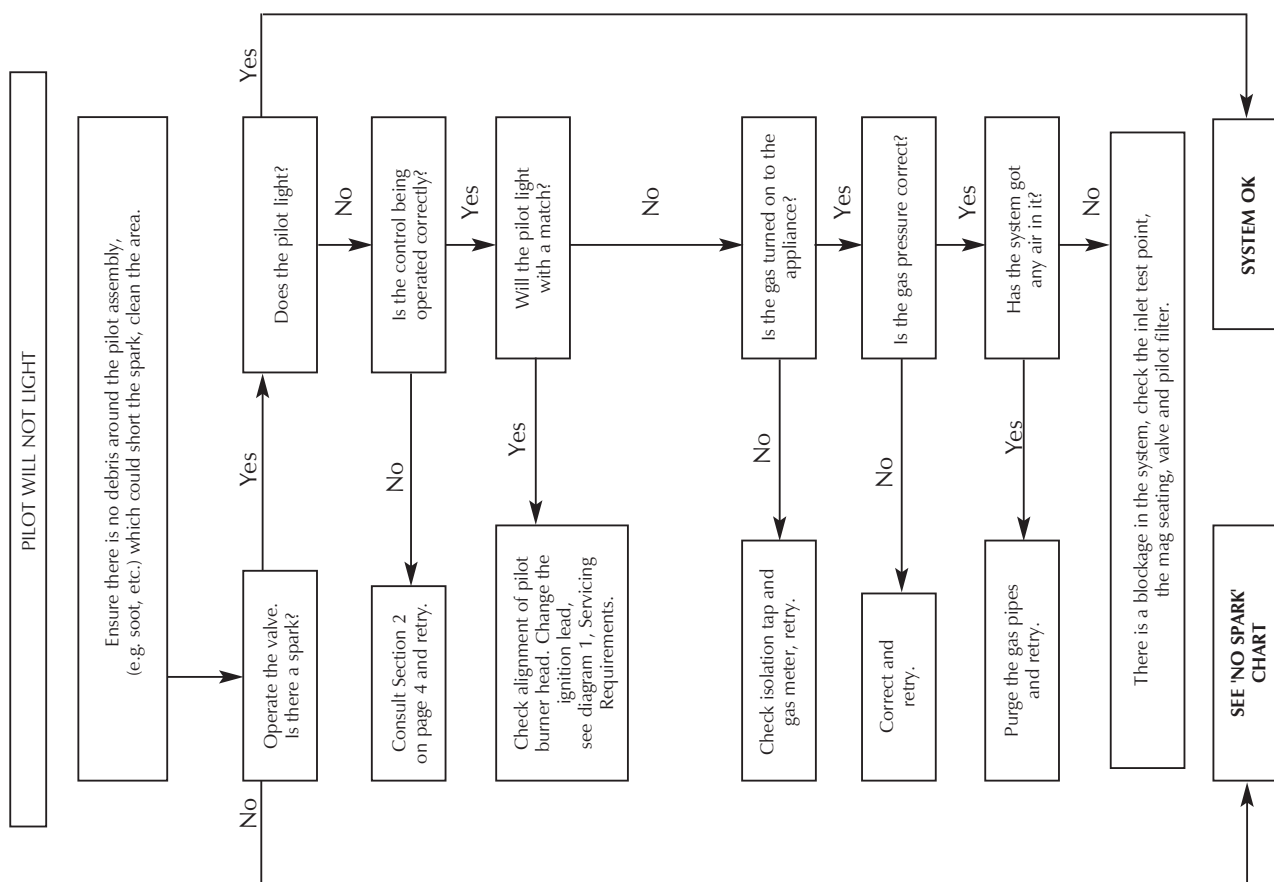 PILOT WILL NOT LIGHT
Ensure there is no debris around the pilot assembly,
(e.g. soot, etc.) which could short the spark, clean the area.
Operate the valve.
Is there a spark?
Yes
No
Does the pilot light?
Yes
No
Is the control being
operated correctly?
No
Consult Section 2
on page 4 and retry.
Yes
Will the pilot light
with a match?
Yes
Check alignment of pilot
burner head. Change the
ignition lead,
see diagram 1, Servicing
Requirements.
No
Is the gas turned on to the
appliance?
No
Check isolation tap and
gas meter, retry.
Yes
Is the gas pressure correct?
No
Correct and
retry.
Yes
Has the system got
any air in it?
Yes
Purge the gas pipes
and retry.
No
There is a blockage in the system, check the inlet test point,
the mag seating, valve and pilot filter.
SEE 'NO SPARK'
CHART
SYSTEM OK